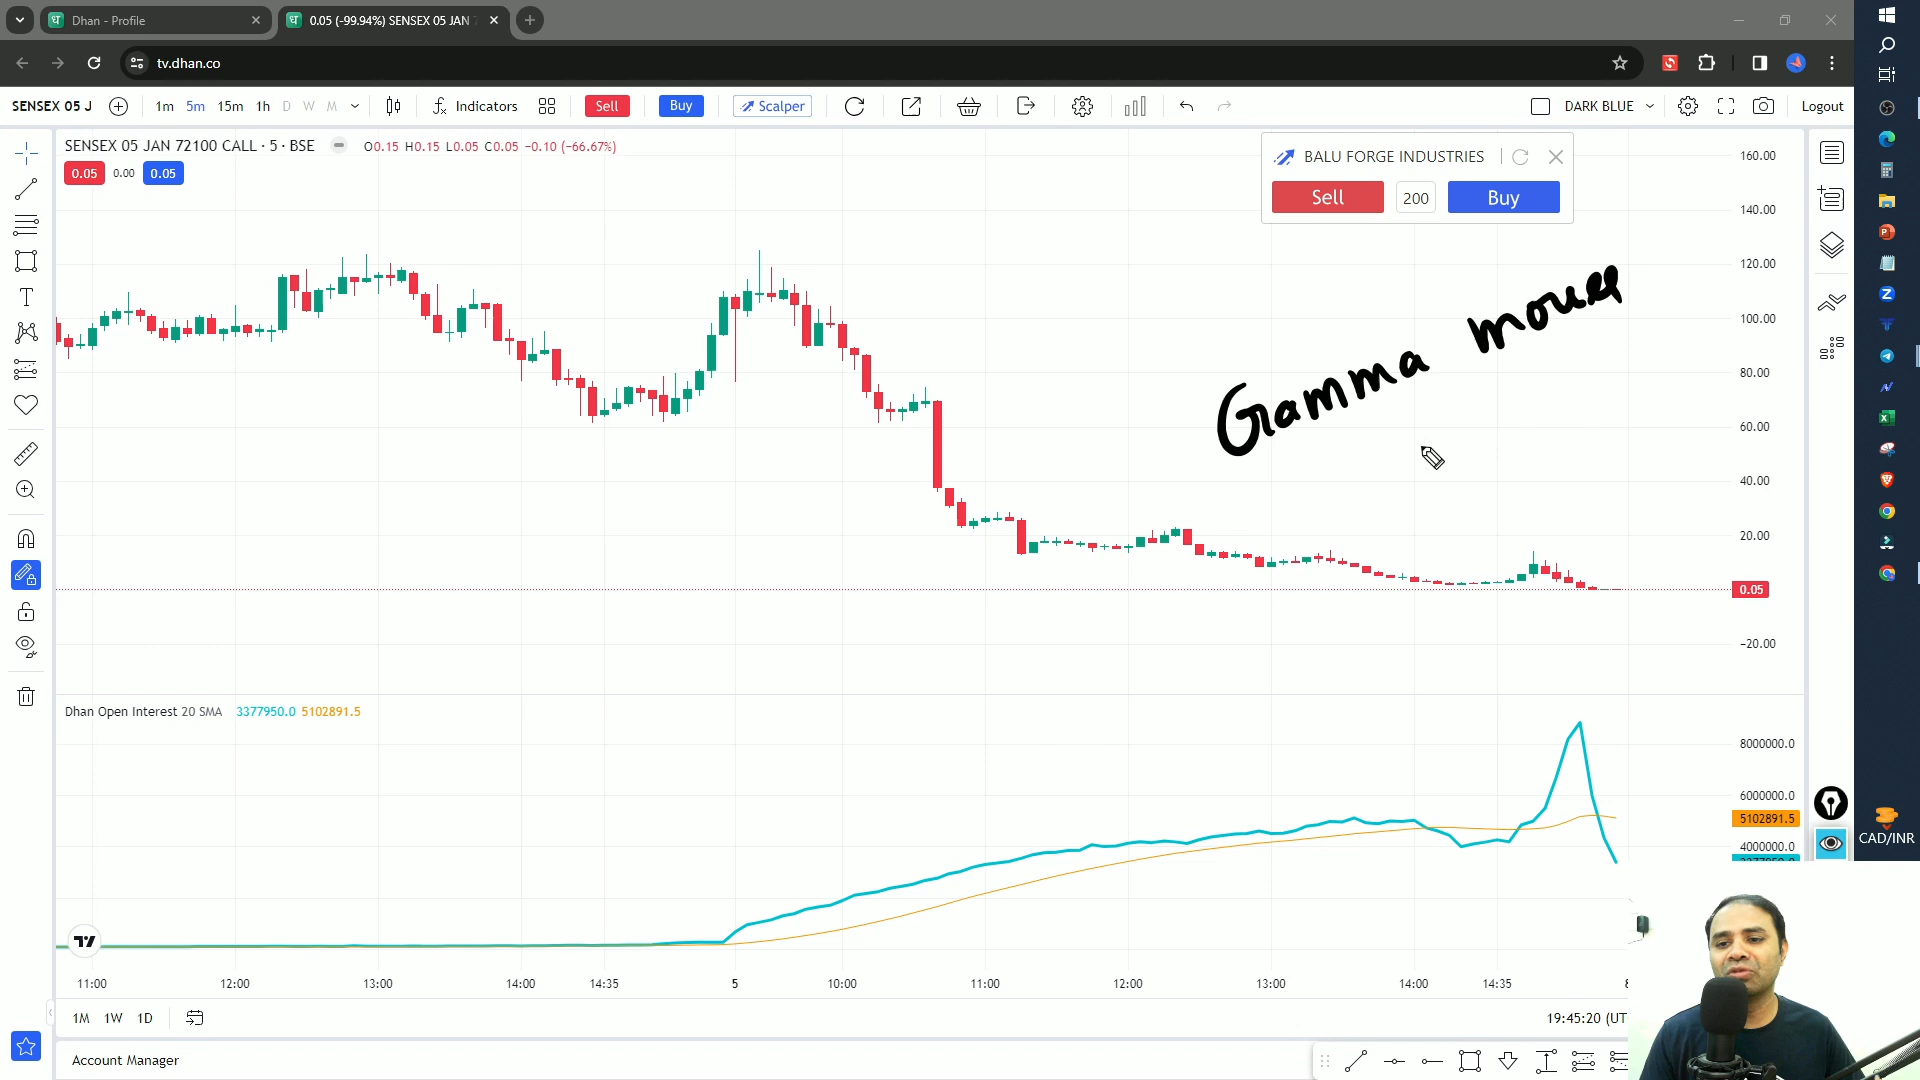 Dhan - Profile
0.05 (-99.94%) SENSEX 05 JAN
tv.dhan.co
SENSEX 05 J
1m 5m 15m 1h D W M
Indicators
Sell
Buy
Scalper
DARK BLUE
Logout
SENSEX 05 JAN 72100 CALL · 5 · BSE
O0.15 H0.15 L0.05 C0.05 −0.10 (−66.67%)
0.05 0.00 0.05
BALU FORGE INDUSTRIES
Sell 200 Buy
Gamma moves
160.00
140.00
120.00
100.00
80.00
60.00
40.00
20.00
0.05
−20.00
Dhan Open Interest 20 SMA 3377950.0 5102891.5
8000000.0
6000000.0
5102891.5
4000000.0
CAD/INR
11:00 12:00 13:00 14:00 14:35 5 10:00 11:00 12:00 13:00 14:00 14:35
1M 1W 1D
19:45:20 (UT
Account Manager